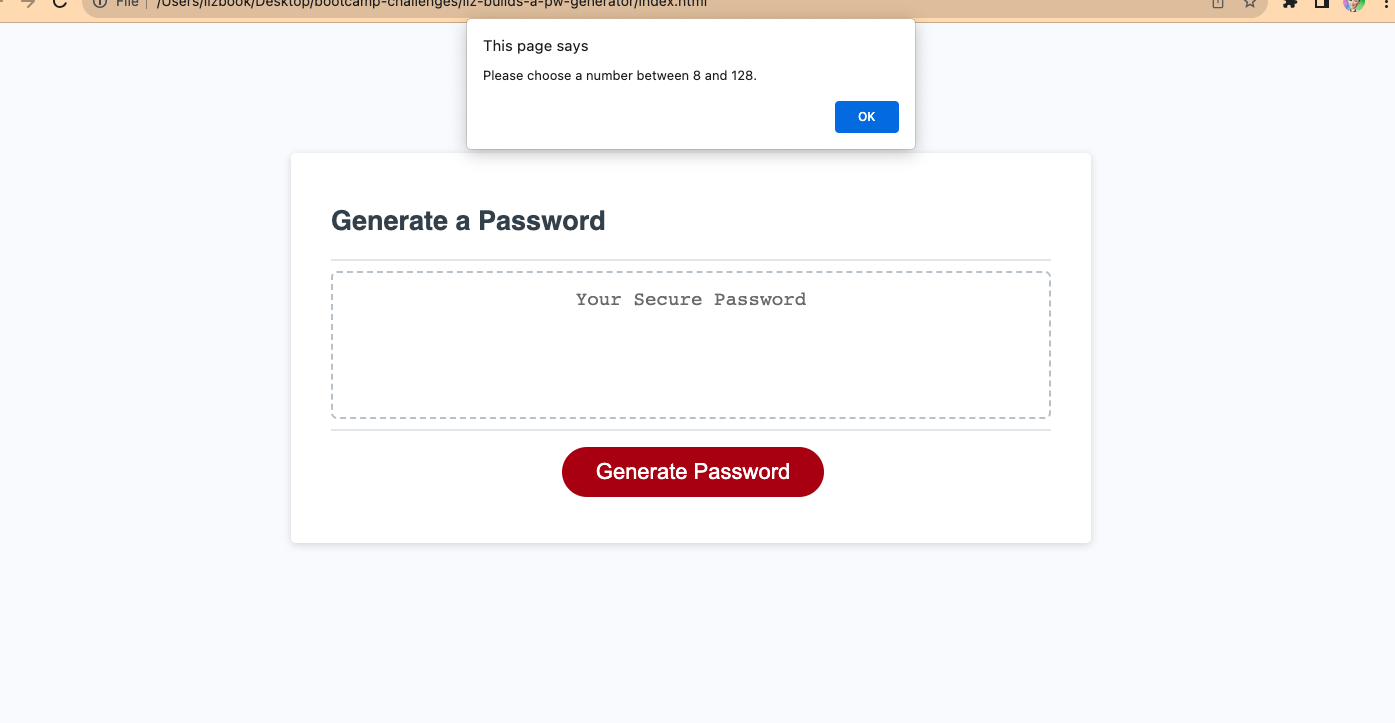 File /Users/lizbook/Desktop/bootcamp-challenges/liz-builds-a-pw-generator/index.html
This page says
Please choose a number between 8 and 128.
OK
Generate a Password
Your Secure Password
Generate Password